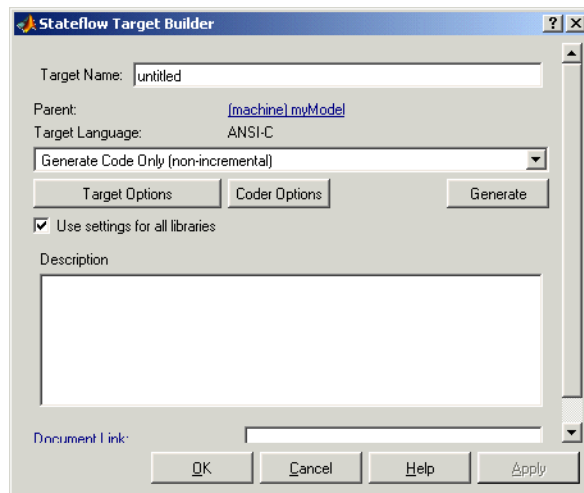 Stateflow Target Builder
Target Name: untitled
Parent: (machine) myModel
Target Language: ANSI-C
Generate Code Only (non-incremental)
Target Options Coder Options Generate
Use settings for all libraries
Description
Document Link:
OK Cancel Help Apply